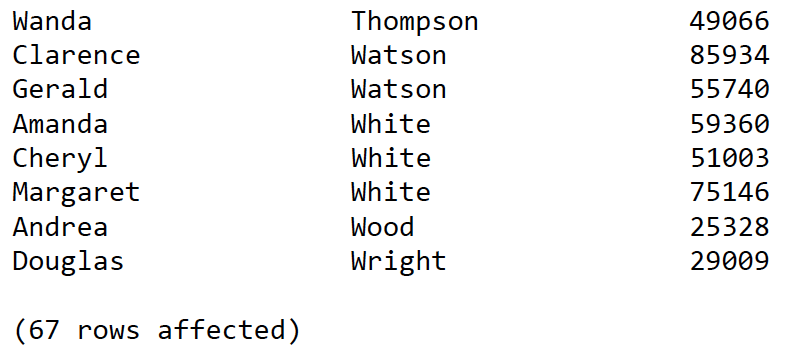 Wanda Thompson 49066
Clarence Watson 85934
Gerald Watson 55740
Amanda White 59360
Cheryl White 51003
Margaret White 75146
Andrea Wood 25328
Douglas Wright 29009
(67 rows affected)